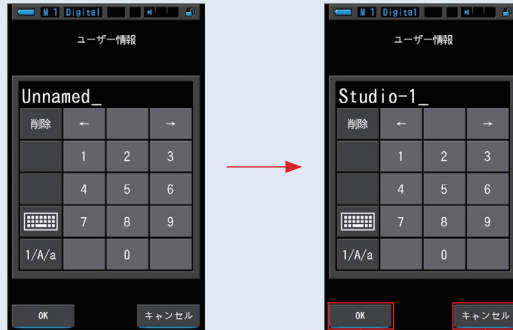 M 1 Digital
ユーザー情報
Unnamed_
削除 ← →
1 2 3
4 5 6
7 8 9
1/A/a 0
OK キャンセル
M 1 Digital
ユーザー情報
Studio-1_
削除 ← →
1 2 3
4 5 6
7 8 9
1/A/a 0
OK キャンセル